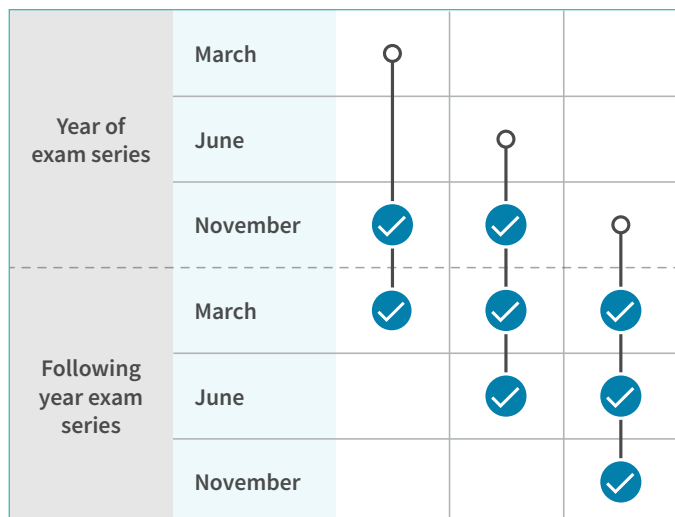 Year of
exam series
March
June
November
Following
year exam
series
March
June
November